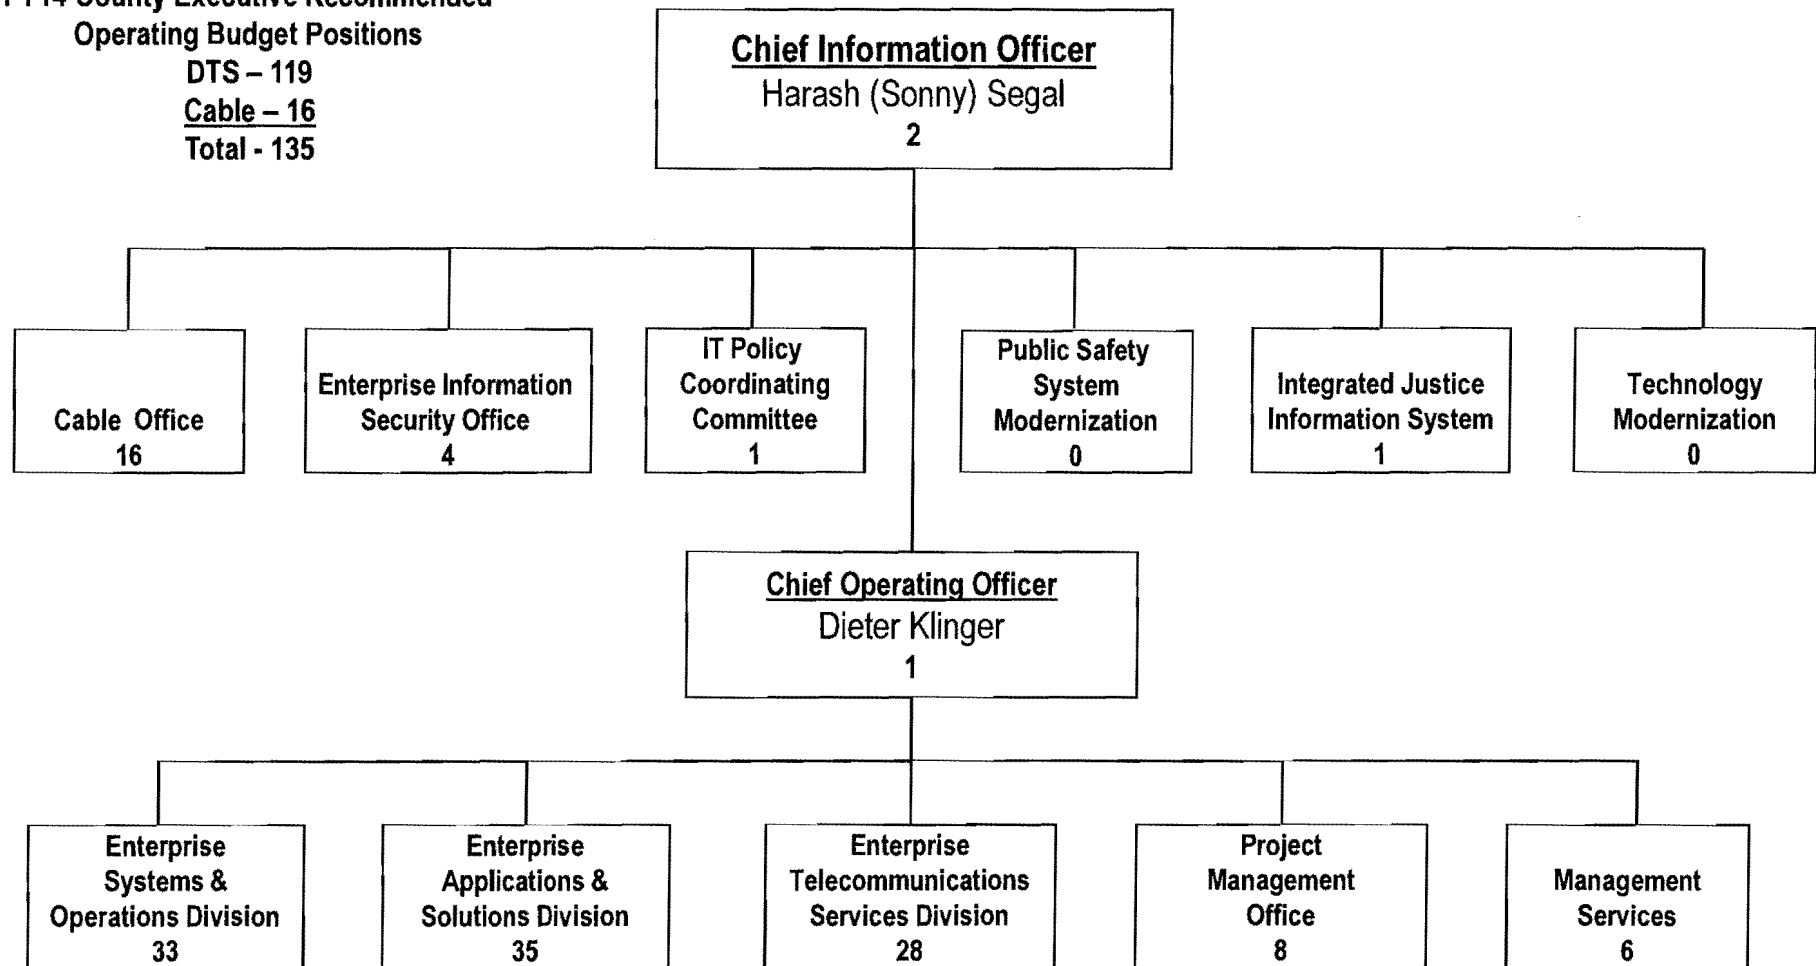 County Executive Recommended
Operating Budget Positions
DTS – 119
Cable – 16
Total - 135
Chief Information Officer
Harash (Sonny) Segal
2
Cable Office
16
Enterprise Information
Security Office
4
IT Policy
Coordinating
Committee
1
Public Safety
System
Modernization
0
Integrated Justice
Information System
1
Technology
Modernization
0
Chief Operating Officer
Dieter Klinger
1
Enterprise
Systems &
Operations Division
33
Enterprise
Applications &
Solutions Division
35
Enterprise
Telecommunications
Services Division
28
Project
Management
Office
8
Management
Services
6